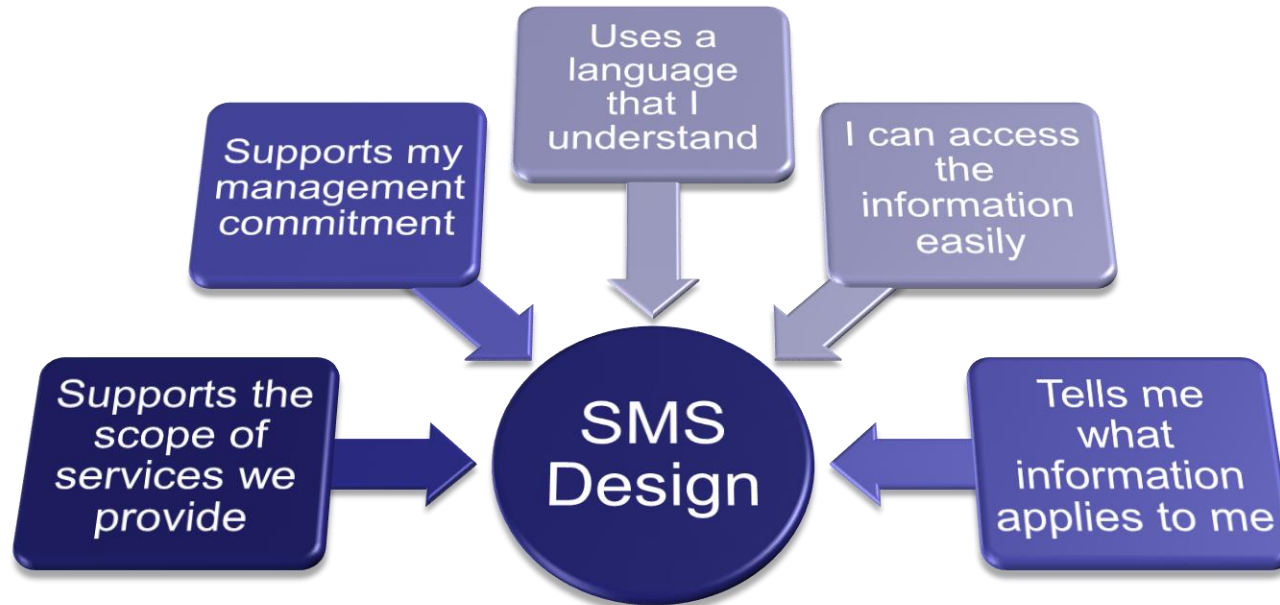 Supports the
scope of
services we
provide
Supports my
management
commitment
Uses a
language
that I
understand
I can access
the
information
easily
Tells me
what
information
applies to me
SMS
Design